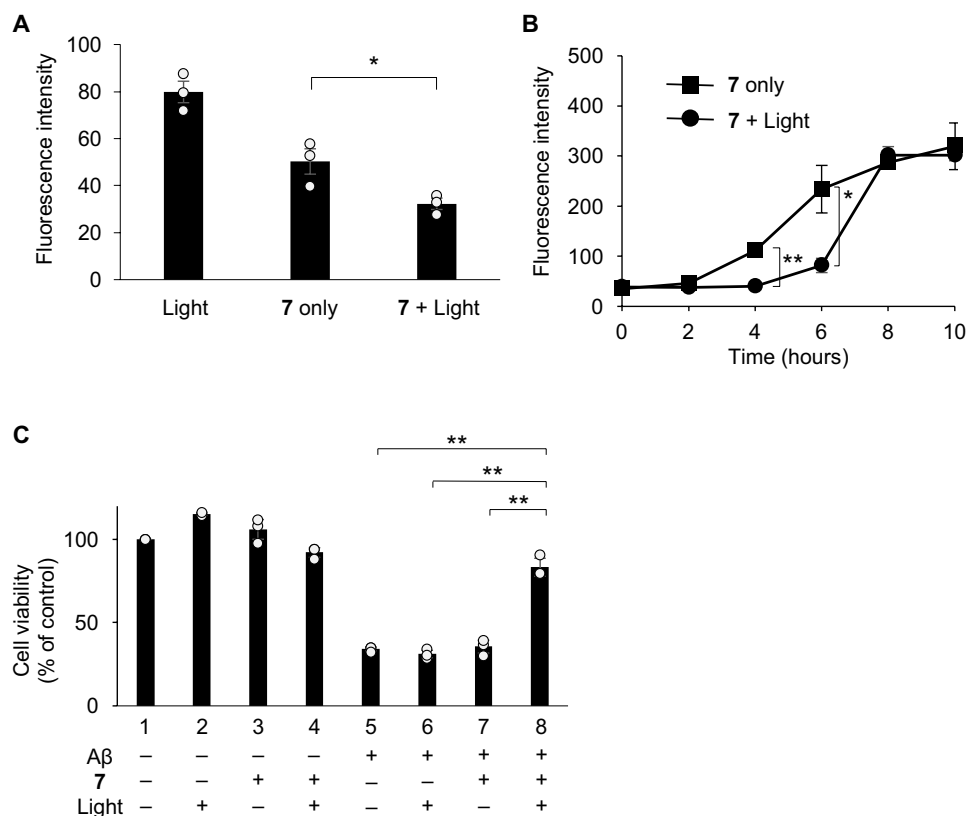 A
Fluorescence intensity
100
80
60
40
20
0
*
Light
7 only
7 + Light
B
Fluorescence intensity
500
400
300
200
100
0
7 only
7 + Light
*
**
0 2 4 6 8 10
Time (hours)
C
**
**
**
Cell viability
(% of control)
100
50
0
1 2 3 4 5 6 7 8
Aβ – – – – + + + +
7 – – + + – – + +
Light – + – + – + – +